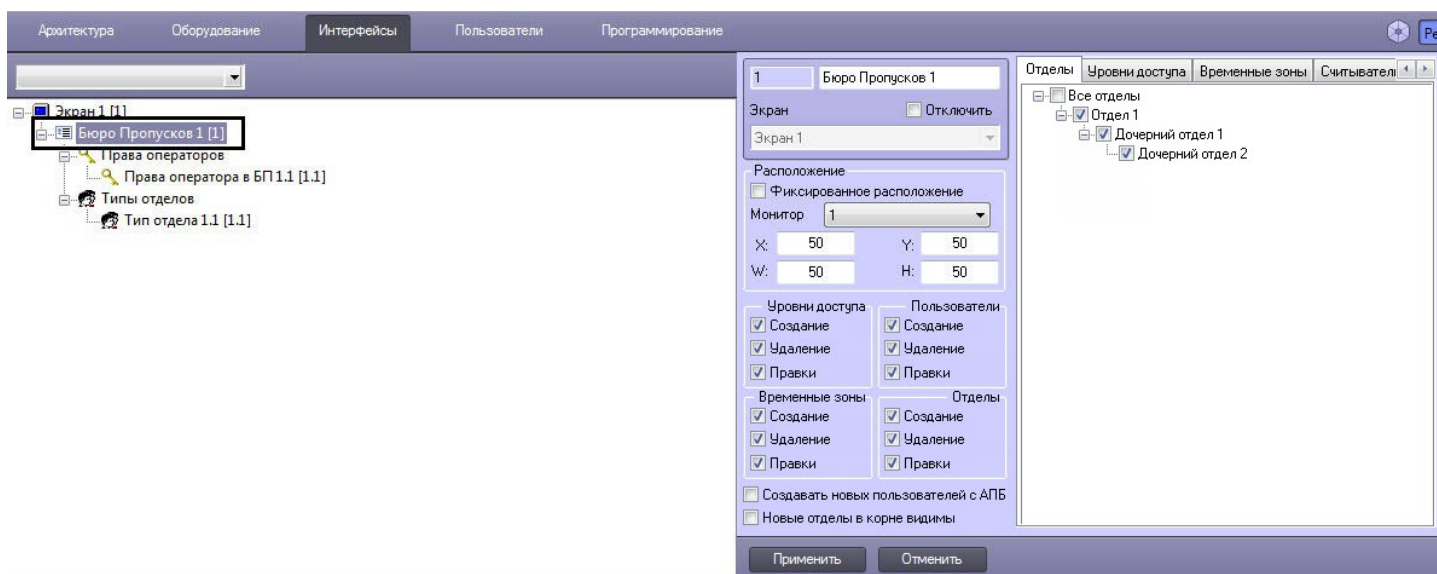 Архитектура Оборудование Интерфейсы Пользователи Программирование
Экран 1 [1]
Бюро Пропусков 1 [1]
Права операторов
Права оператора в БП 1.1 [1.1]
Типы отделов
Тип отдела 1.1 [1.1]
1 Бюро Пропусков 1
Экран Отключить
Экран 1
Расположение
Фиксированное расположение
Монитор 1
X: 50 Y: 50
W: 50 H: 50
Уровни доступа Пользователи
Создание Создание
Удаление Удаление
Правки Правки
Временные зоны Отделы
Создание Создание
Удаление Удаление
Правки Правки
Создавать новых пользователей с АПБ
Новые отделы в корне видимы
Применить Отменить
Отделы Уровни доступа Временные зоны Считывател
Все отделы
Отдел 1
Дочерний отдел 1
Дочерний отдел 2